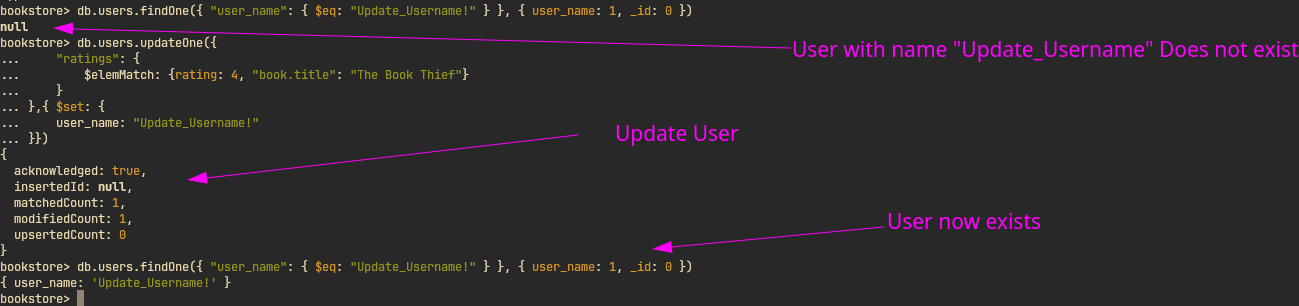 bookstore> db.users.findOne({ "user_name": { $eq: "Update_Username!" } }, { user_name: 1, _id: 0 })
null
User with name "Update_Username" Does not exist
bookstore> db.users.updateOne({
...     "ratings": {
...         $elemMatch: {rating: 4, "book.title": "The Book Thief"}
...     }
... },{ $set: {
...     user_name: "Update_Username!"
... }})
Update User
{
  acknowledged: true,
  insertedId: null,
  matchedCount: 1,
  modifiedCount: 1,
  upsertedCount: 0
}
User now exists
bookstore> db.users.findOne({ "user_name": { $eq: "Update_Username!" } }, { user_name: 1, _id: 0 })
{ user_name: 'Update_Username!' }
bookstore>